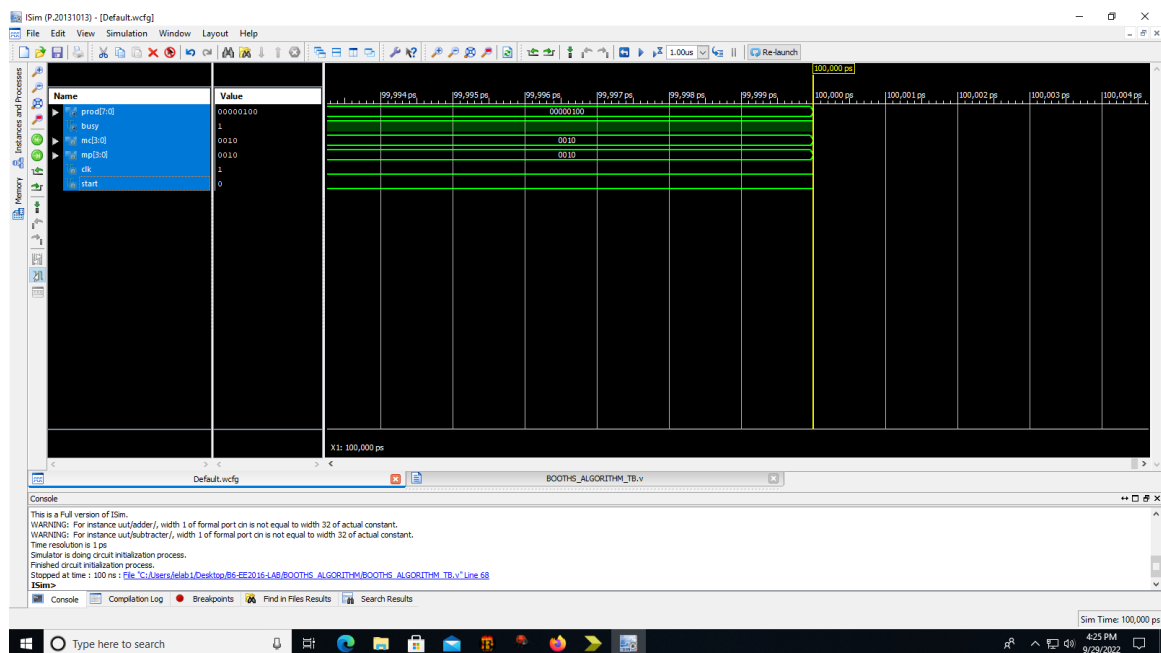 ISim (P.20131013) - [Default.wcfg]
File Edit View Simulation Window Layout Help
1.00us Re-launch
Instances and Processes
Memory
100,000 ps
Name Value
99,994 ps 99,995 ps 99,996 ps 99,997 ps 99,998 ps 99,999 ps 100,000 ps 100,001 ps 100,002 ps 100,003 ps 100,004 ps
prod[7:0] 00000100 00000100
busy 1
mc[3:0] 0010 0010
mp[3:0] 0010 0010
clk 1
start 0
X1: 100,000 ps
Default.wcfg BOOTHS_ALGORITHM_TB.v
Console
This is a Full version of ISim.
WARNING: For instance uut/adder/, width 1 of formal port cin is not equal to width 32 of actual constant.
WARNING: For instance uut/subtracter/, width 1 of formal port cin is not equal to width 32 of actual constant.
Time resolution is 1 ps
Simulator is doing circuit initialization process.
Finished circuit initialization process.
Stopped at time : 100 ns : File "C:/Users/ielab1/Desktop/B6-EE2016-LAB/BOOTHS_ALGORITHM/BOOTHS_ALGORITHM_TB.v" Line 68
ISim>
Console Compilation Log Breakpoints Find in Files Results Search Results
Sim Time: 100,000 ps
Type here to search
4:25 PM
9/29/2022